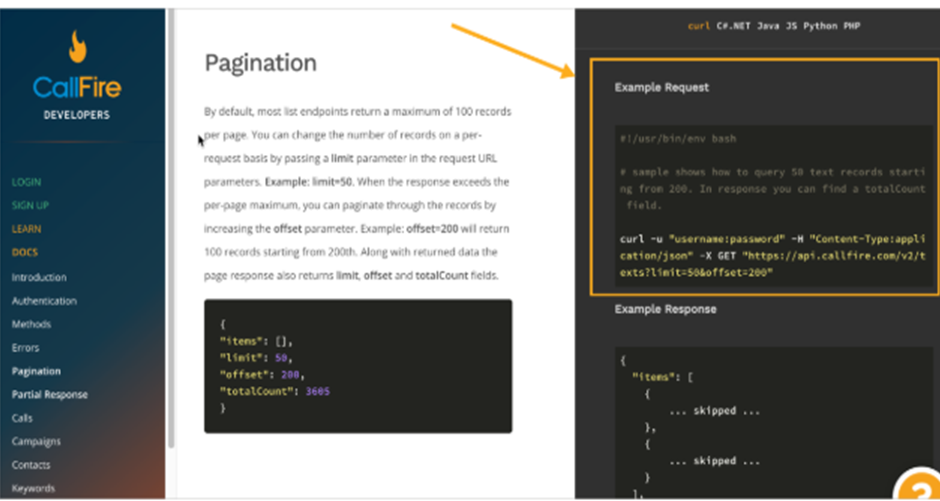 CallFire
DEVELOPERS
LOGIN
SIGN UP
LEARN
DOCS
Introduction
Authentication
Methods
Errors
Pagination
Partial Response
Calls
Campaigns
Contacts
Keywords
Pagination
By default, most list endpoints return a maximum of 100 records
per page. You can change the number of records on a per-
request basis by passing a limit parameter in the request URL
parameters. Example: limit=50. When the response exceeds the
per-page maximum, you can paginate through the records by
increasing the offset parameter. Example: offset=200 will return
100 records starting from 200th. Along with returned data the
page response also returns limit, offset and totalCount fields.
{
"items": [],
"limit": 50,
"offset": 200,
"totalCount": 3605
}
curl C#.NET Java JS Python PHP
Example Request
#!/usr/bin/env bash
# sample shows how to query 50 text records starti
ng from 200. In response you can find a totalCount
field.
curl -u "username:password" -H "Content-Type:appli
cation/json" -X GET "https://api.callfire.com/v2/t
exts?limit=50&offset=200"
Example Response
{
"items": [
{
... skipped ...
},
{
... skipped ...
}
],
?